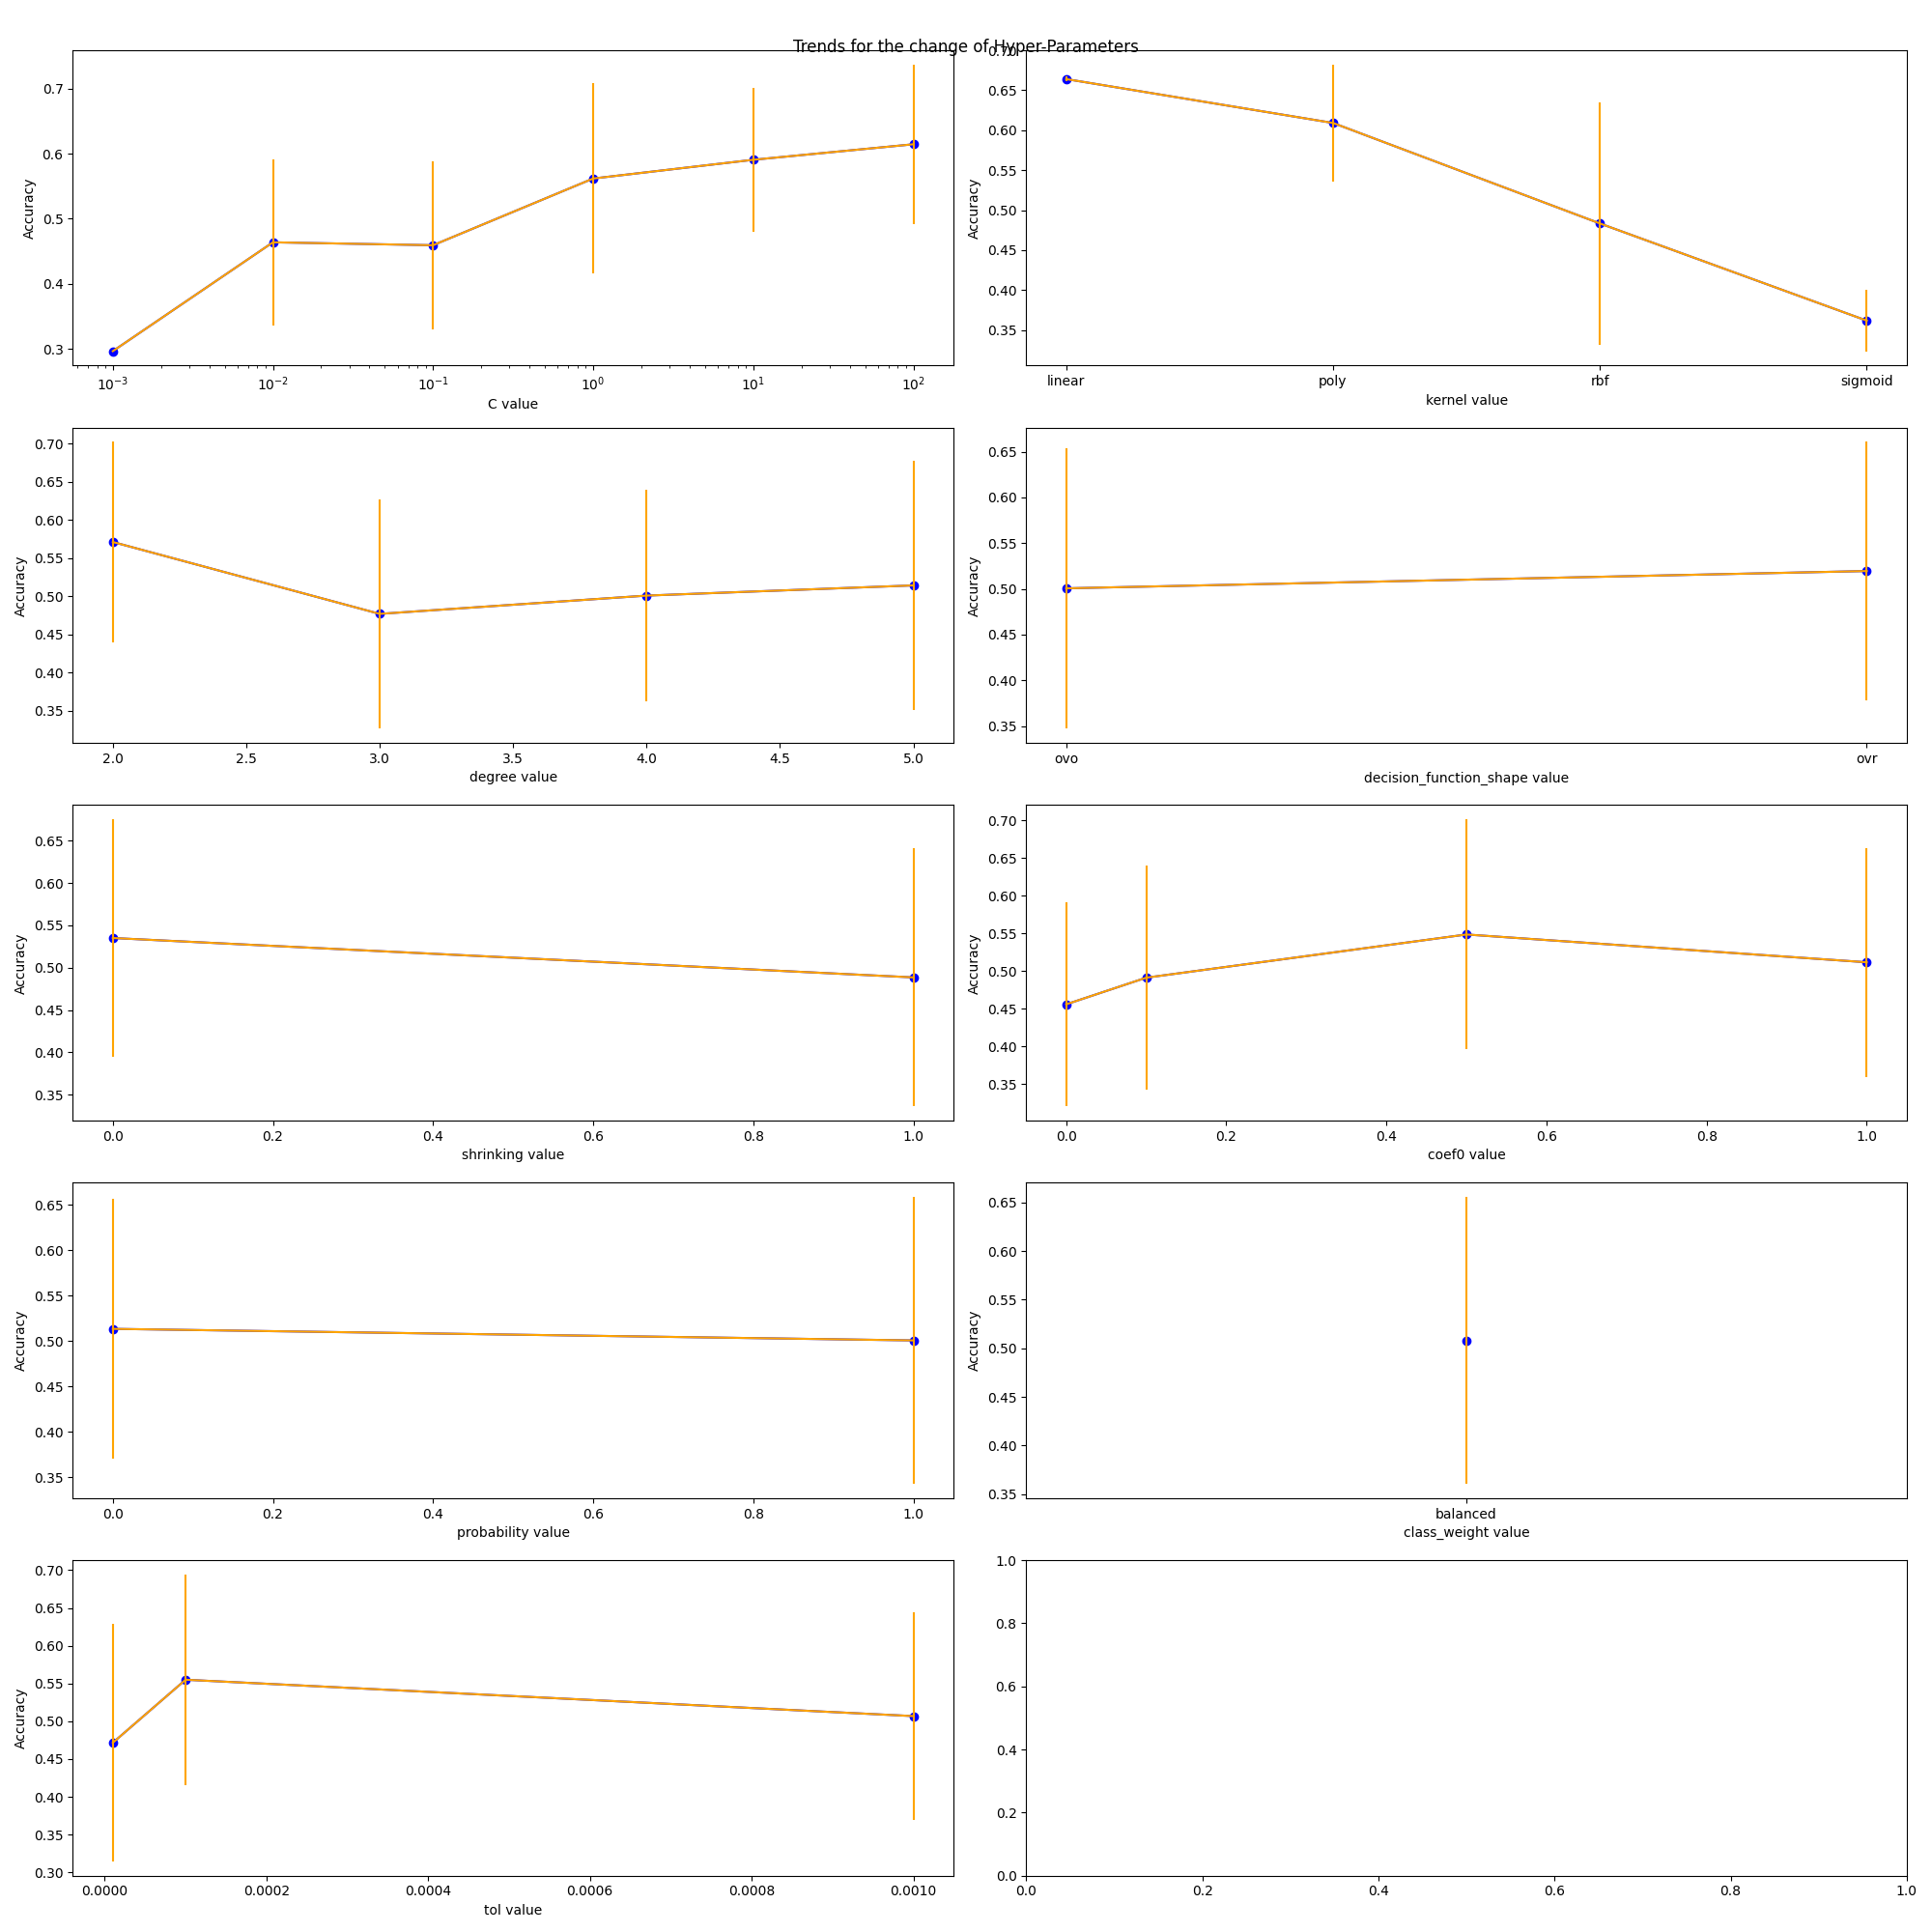 Trends for the change of Hyper-Parameters
Accuracy
0.7
0.6
0.5
0.4
0.3
10⁻³ 10⁻² 10⁻¹ 10⁰ 10¹ 10²
C value
Accuracy
0.70
0.65
0.60
0.55
0.50
0.45
0.40
0.35
linear poly rbf sigmoid
kernel value
Accuracy
0.70
0.65
0.60
0.55
0.50
0.45
0.40
0.35
2.0 2.5 3.0 3.5 4.0 4.5 5.0
degree value
Accuracy
0.65
0.60
0.55
0.50
0.45
0.40
0.35
ovo ovr
decision_function_shape value
Accuracy
0.65
0.60
0.55
0.50
0.45
0.40
0.35
0.0 0.2 0.4 0.6 0.8 1.0
shrinking value
Accuracy
0.70
0.65
0.60
0.55
0.50
0.45
0.40
0.35
0.0 0.2 0.4 0.6 0.8 1.0
coef0 value
Accuracy
0.65
0.60
0.55
0.50
0.45
0.40
0.35
0.0 0.2 0.4 0.6 0.8 1.0
probability value
Accuracy
0.65
0.60
0.55
0.50
0.45
0.40
0.35
balanced
class_weight value
Accuracy
0.70
0.65
0.60
0.55
0.50
0.45
0.40
0.35
0.30
0.0000 0.0002 0.0004 0.0006 0.0008 0.0010
tol value
1.0
0.8
0.6
0.4
0.2
0.0
0.0 0.2 0.4 0.6 0.8 1.0